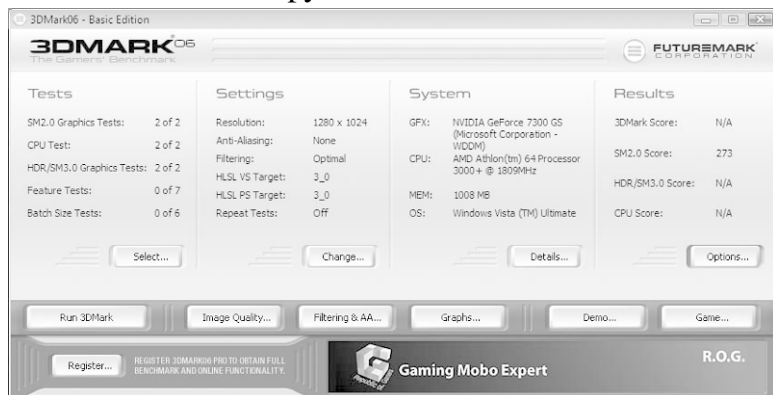 3DMark06 - Basic Edition
3DMARK®06
The Gamers' Benchmark
FUTUREMARK
CORPORATION
Tests
SM2.0 Graphics Tests: 2 of 2
CPU Test: 2 of 2
HDR/SM3.0 Graphics Tests: 2 of 2
Feature Tests: 0 of 7
Batch Size Tests: 0 of 6
Select...
Settings
Resolution: 1280 x 1024
Anti-Aliasing: None
Filtering: Optimal
HLSL VS Target: 3_0
HLSL PS Target: 3_0
Repeat Tests: Off
Change...
System
GFX: NVIDIA GeForce 7300 GS
(Microsoft Corporation -
WDDM)
CPU: AMD Athlon(tm) 64 Processor
3000+ @ 1809MHz
MEM: 1008 MB
OS: Windows Vista (TM) Ultimate
Details...
Results
3DMark Score: N/A
SM2.0 Score: 273
HDR/SM3.0 Score: N/A
CPU Score: N/A
Options...
Run 3DMark
Image Quality...
Filtering & AA...
Graphs...
Demo...
Game...
Register...
REGISTER 3DMARK06 PRO TO OBTAIN FULL
BENCHMARK AND ONLINE FUNCTIONALITY.
Gaming Mobo Expert
R.O.G.